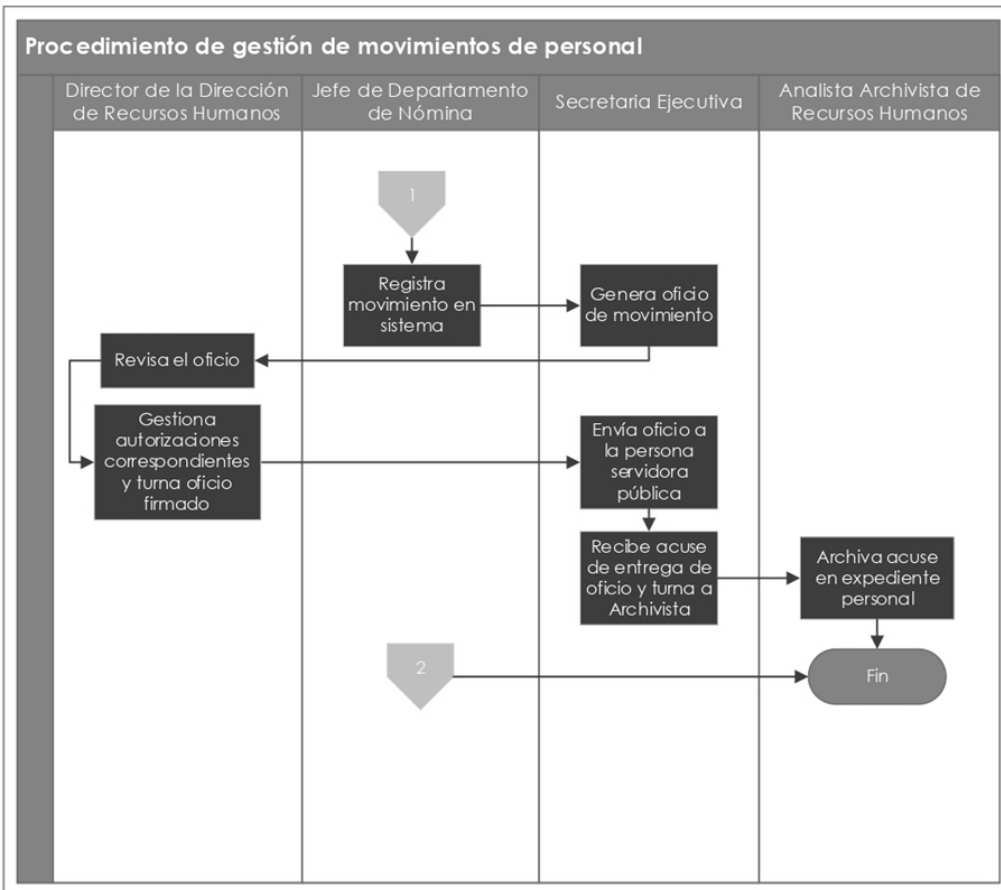 Procedimiento de gestión de movimientos de personal
Director de la Dirección
de Recursos Humanos
Jefe de Departamento
de Nómina
Secretaria Ejecutiva
Analista Archivista de
Recursos Humanos
1
Registra
movimiento en
sistema
Genera oficio
de movimiento
Revisa el oficio
Gestiona
autorizaciones
correspondientes
y turna oficio
firmado
Envía oficio a
la persona
servidora
pública
Recibe acuse
de entrega de
oficio y turna a
Archivista
Archiva acuse
en expediente
personal
2
Fin